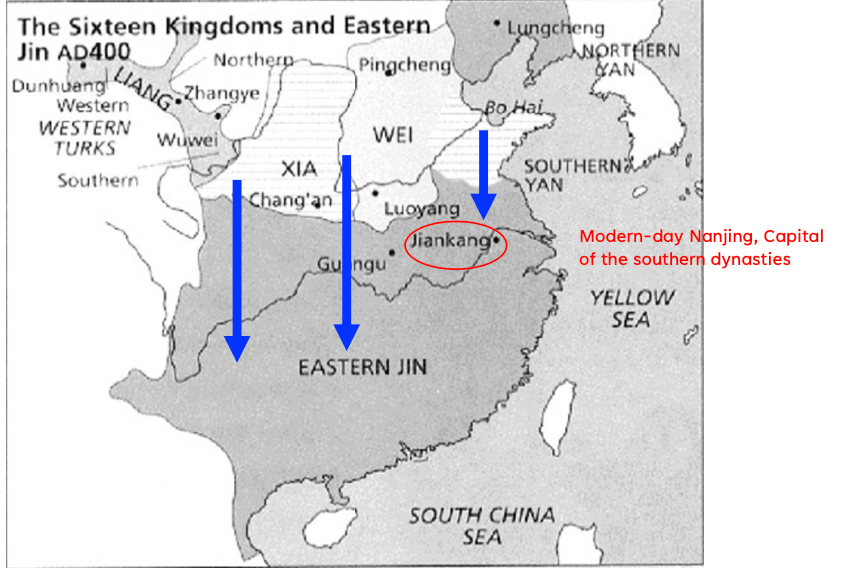 The Sixteen Kingdoms and Eastern
Jin AD400
Lungcheng
NORTHERN
YAN
Northern
Pingcheng
Dunhuang
LIANG
Zhangye
Western
WESTERN
TURKS
Bo Hai
WEI
Wuwei
XIA
Southern
SOUTHERN
YAN
Chang'an
Luoyang
Jiankang
Modern-day Nanjing, Capital
of the southern dynasties
Guangu
YELLOW
SEA
EASTERN JIN
SOUTH CHINA
SEA